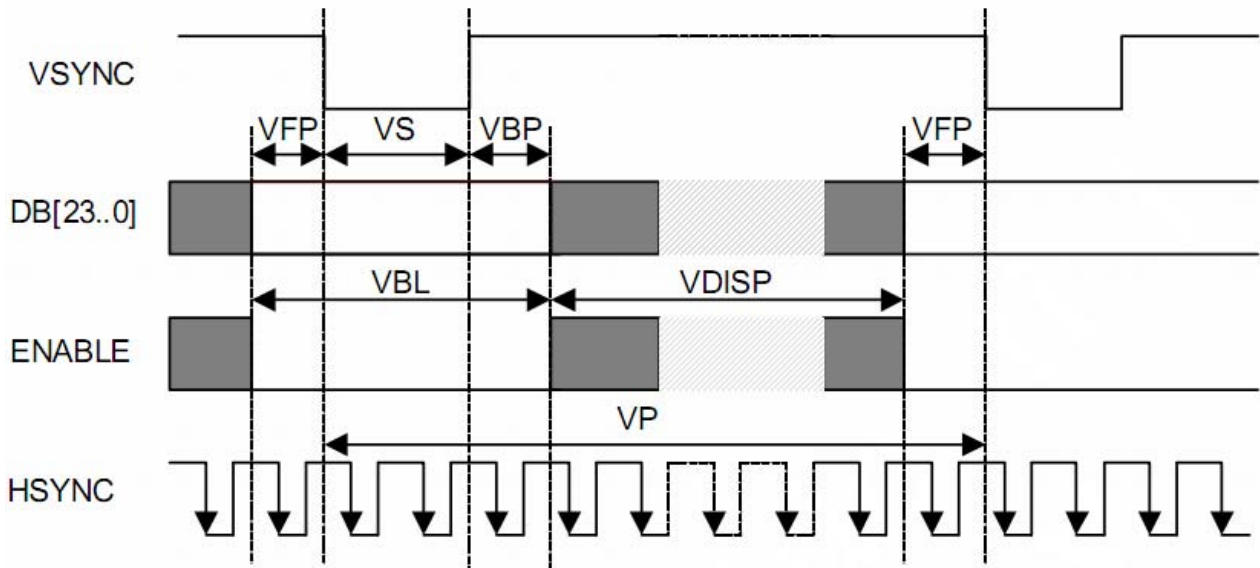 VSYNC
VFP VS VBP VFP
DB[23..0]
VBL VDISP
ENABLE
VP
HSYNC